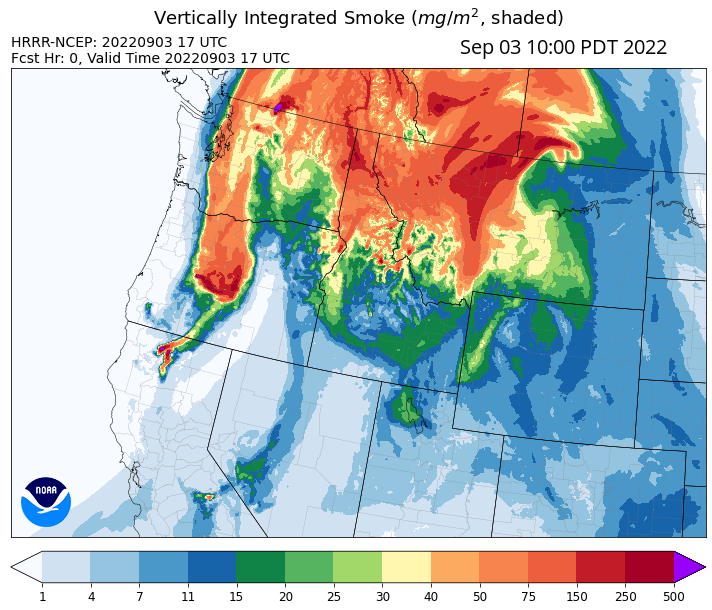 Vertically Integrated Smoke (mg/m², shaded)
HRRR-NCEP: 20220903 17 UTC
Fcst Hr: 0, Valid Time 20220903 17 UTC
Sep 03 10:00 PDT 2022
NOAA
1 4 7 11 15 20 25 30 40 50 75 150 250 500